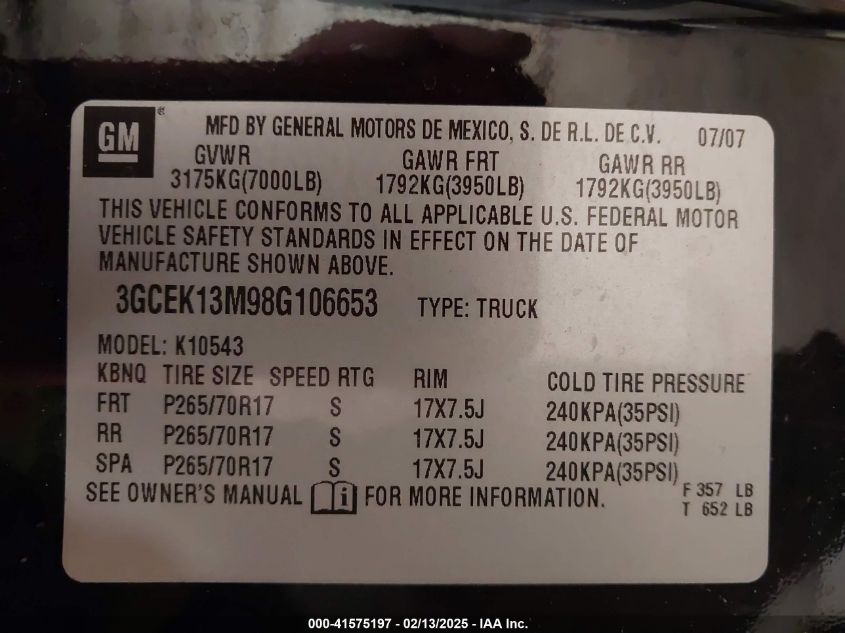 GM®
MFD BY GENERAL MOTORS DE MEXICO, S. DE R.L. DE C.V. 07/07
GVWR GAWR FRT GAWR RR
3175KG(7000LB) 1792KG(3950LB) 1792KG(3950LB)
THIS VEHICLE CONFORMS TO ALL APPLICABLE U.S. FEDERAL MOTOR
VEHICLE SAFETY STANDARDS IN EFFECT ON THE DATE OF
MANUFACTURE SHOWN ABOVE.
3GCEK13M98G106653 TYPE: TRUCK
MODEL: K10543
KBNQ TIRE SIZE SPEED RTG RIM COLD TIRE PRESSURE
FRT P265/70R17 S 17X7.5J 240KPA(35PSI)
RR P265/70R17 S 17X7.5J 240KPA(35PSI)
SPA P265/70R17 S 17X7.5J 240KPA(35PSI)
SEE OWNER'S MANUAL i FOR MORE INFORMATION.
F 357 LB
T 652 LB
000-41575197 - 02/13/2025 - IAA Inc.